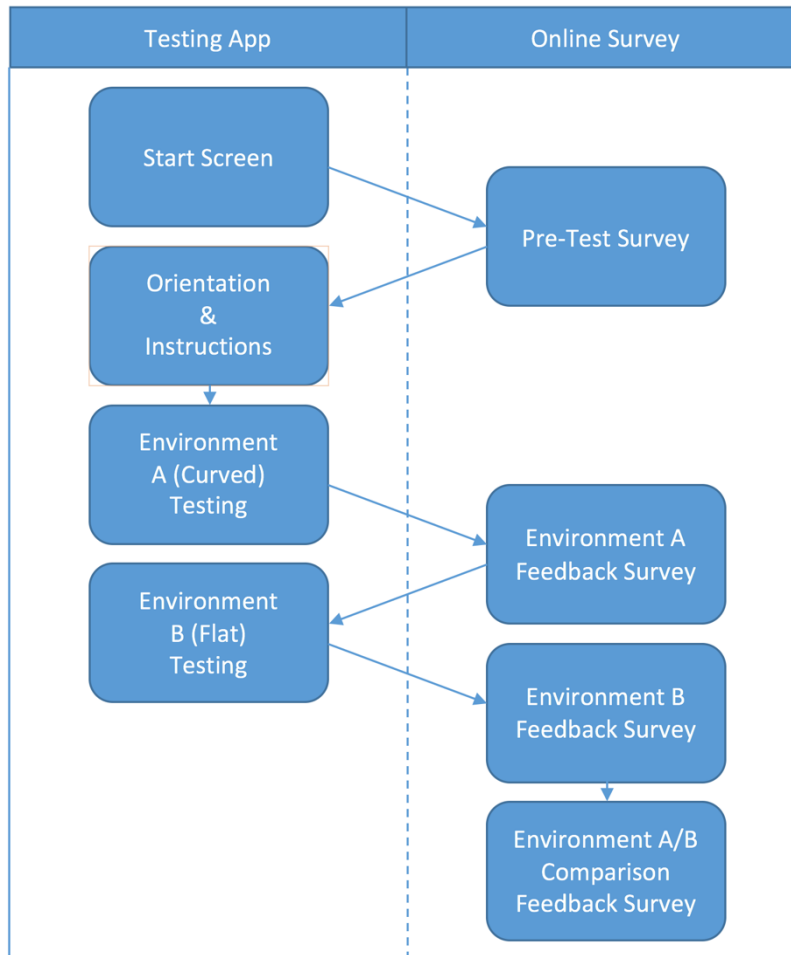 Testing App
Online Survey
Start Screen
Pre-Test Survey
Orientation
&
Instructions
Environment
A (Curved)
Testing
Environment A
Feedback Survey
Environment
B (Flat)
Testing
Environment B
Feedback Survey
Environment A/B
Comparison
Feedback Survey